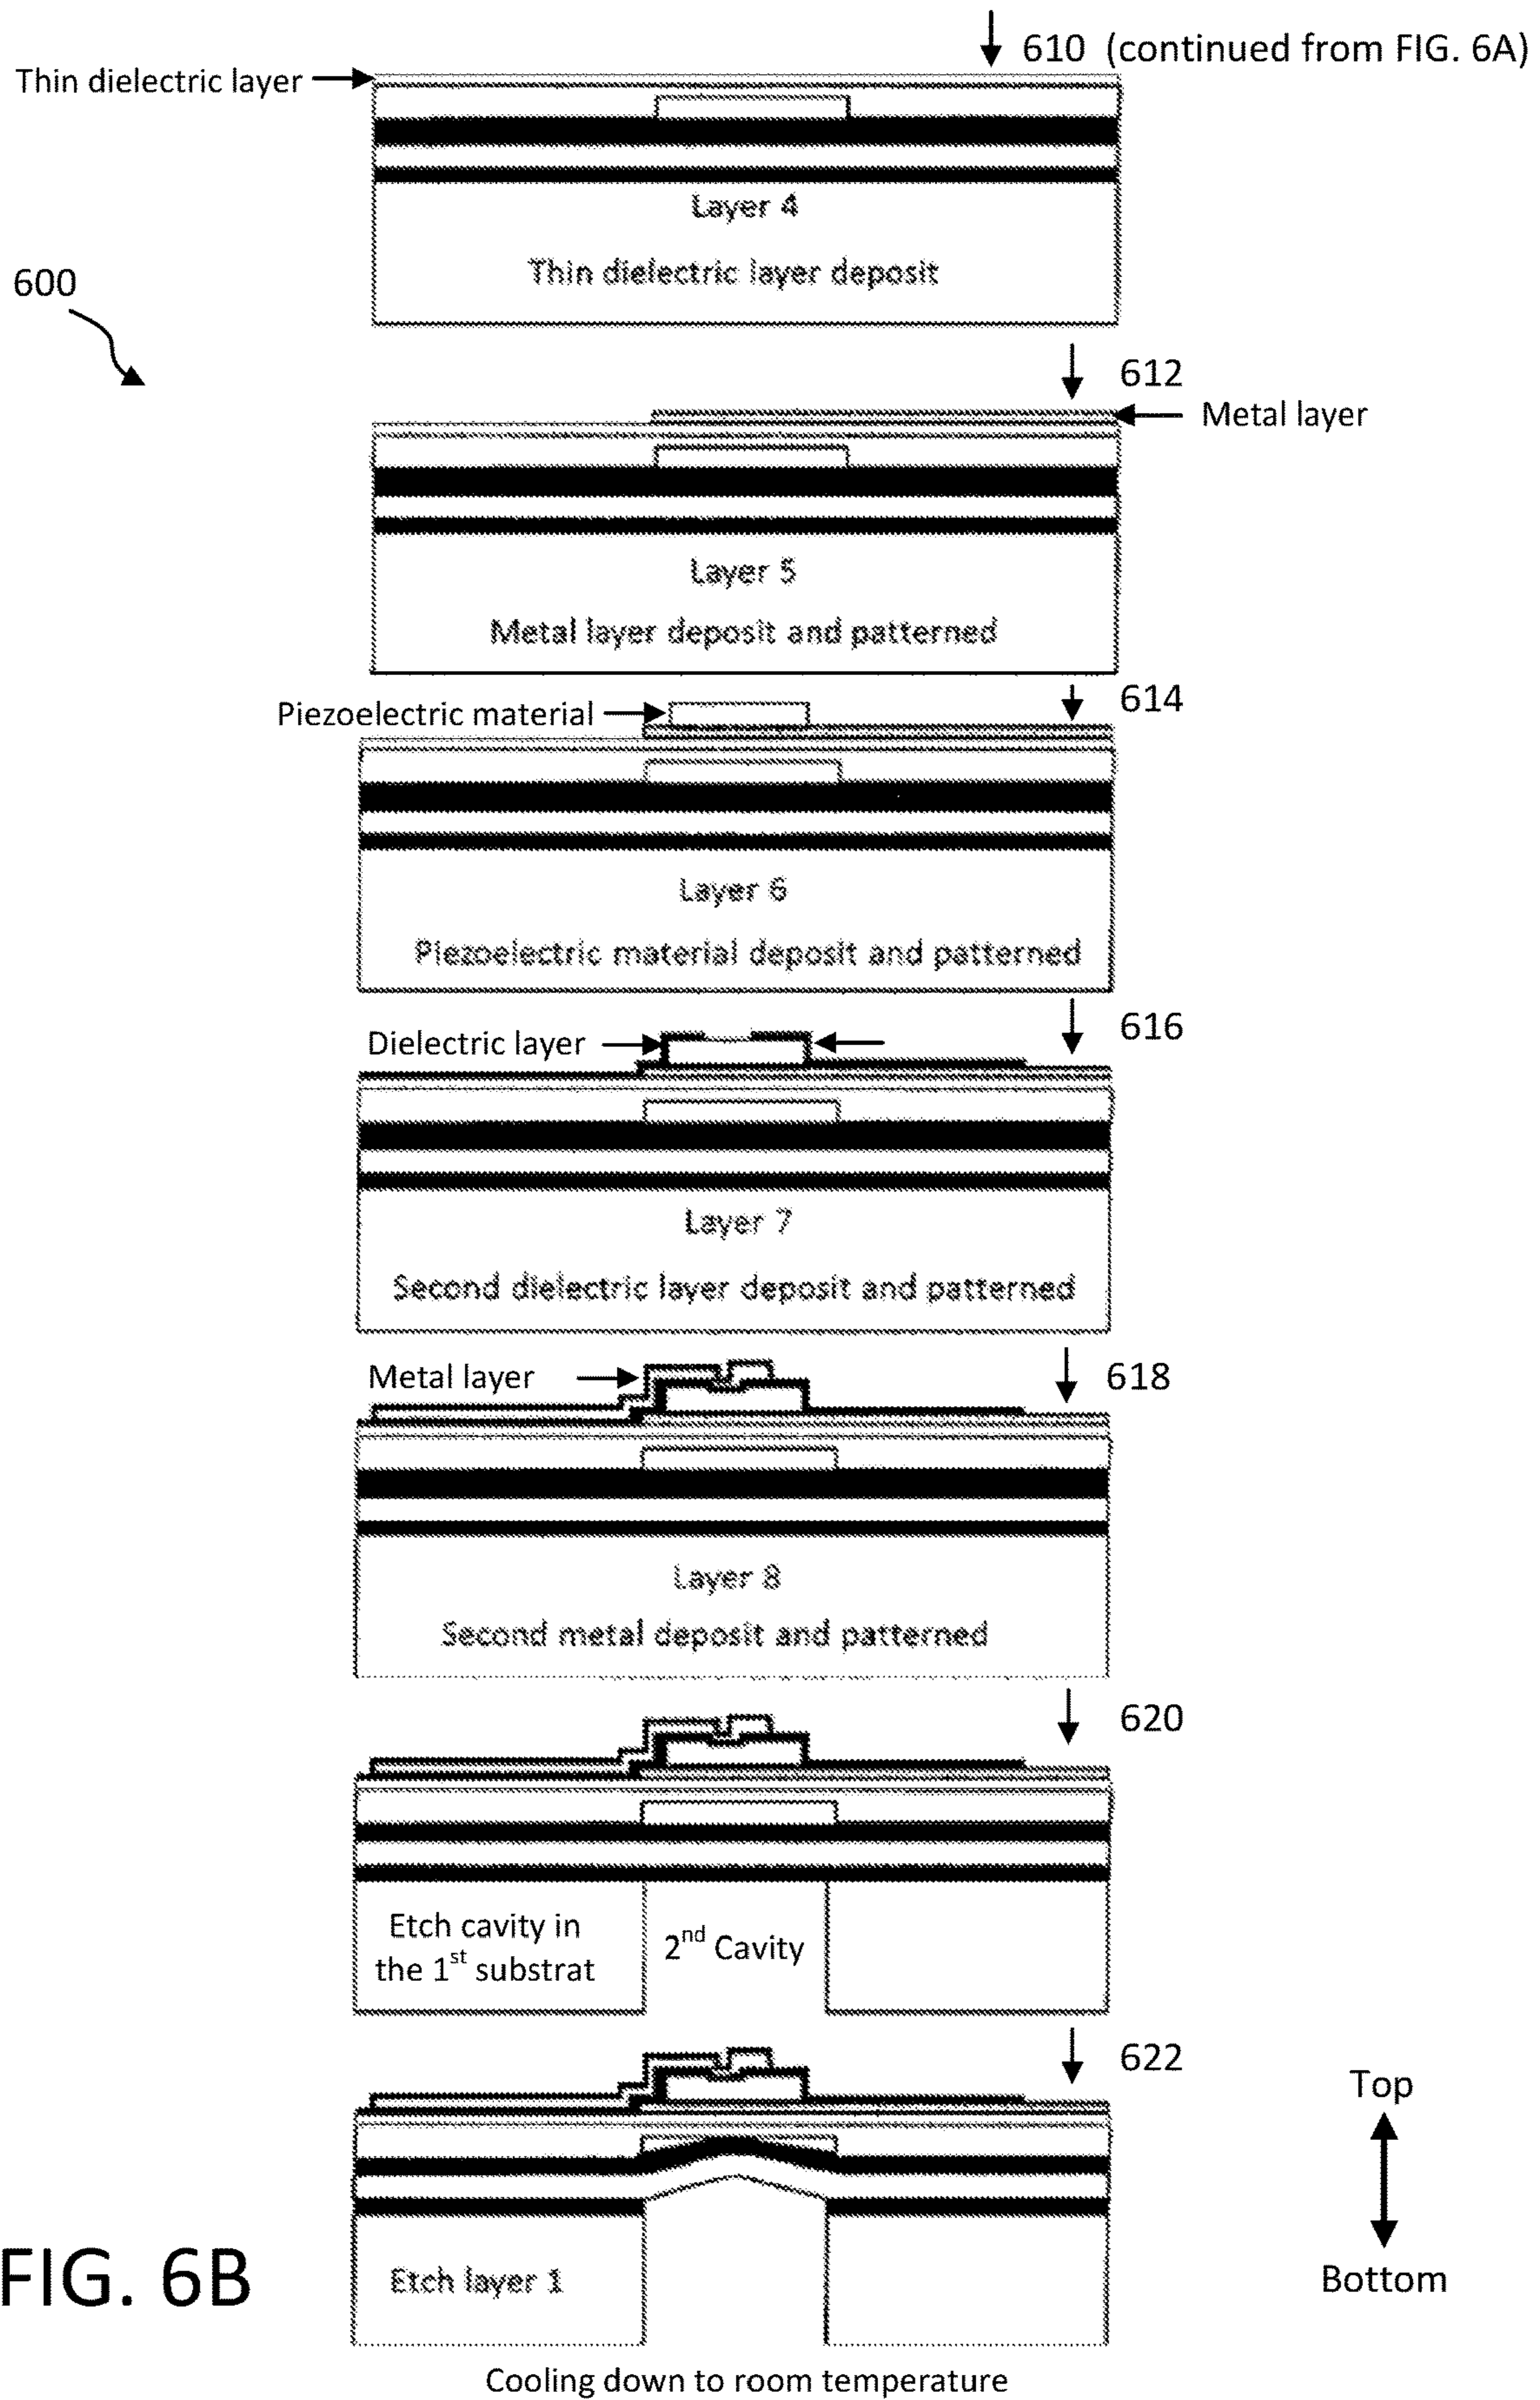 610 (continued from FIG. 6A)
Thin dielectric layer
Layer 4
Thin dielectric layer deposit
600
612
Metal layer
Layer 5
Metal layer deposit and patterned
614
Piezoelectric material
Layer 6
Piezoelectric material deposit and patterned
616
Dielectric layer
Layer 7
Second dielectric layer deposit and patterned
618
Metal layer
Layer 8
Second metal deposit and patterned
620
Etch cavity in
the 1st substrat
2nd Cavity
622
Top
Bottom
Etch layer 1
FIG. 6B
Cooling down to room temperature